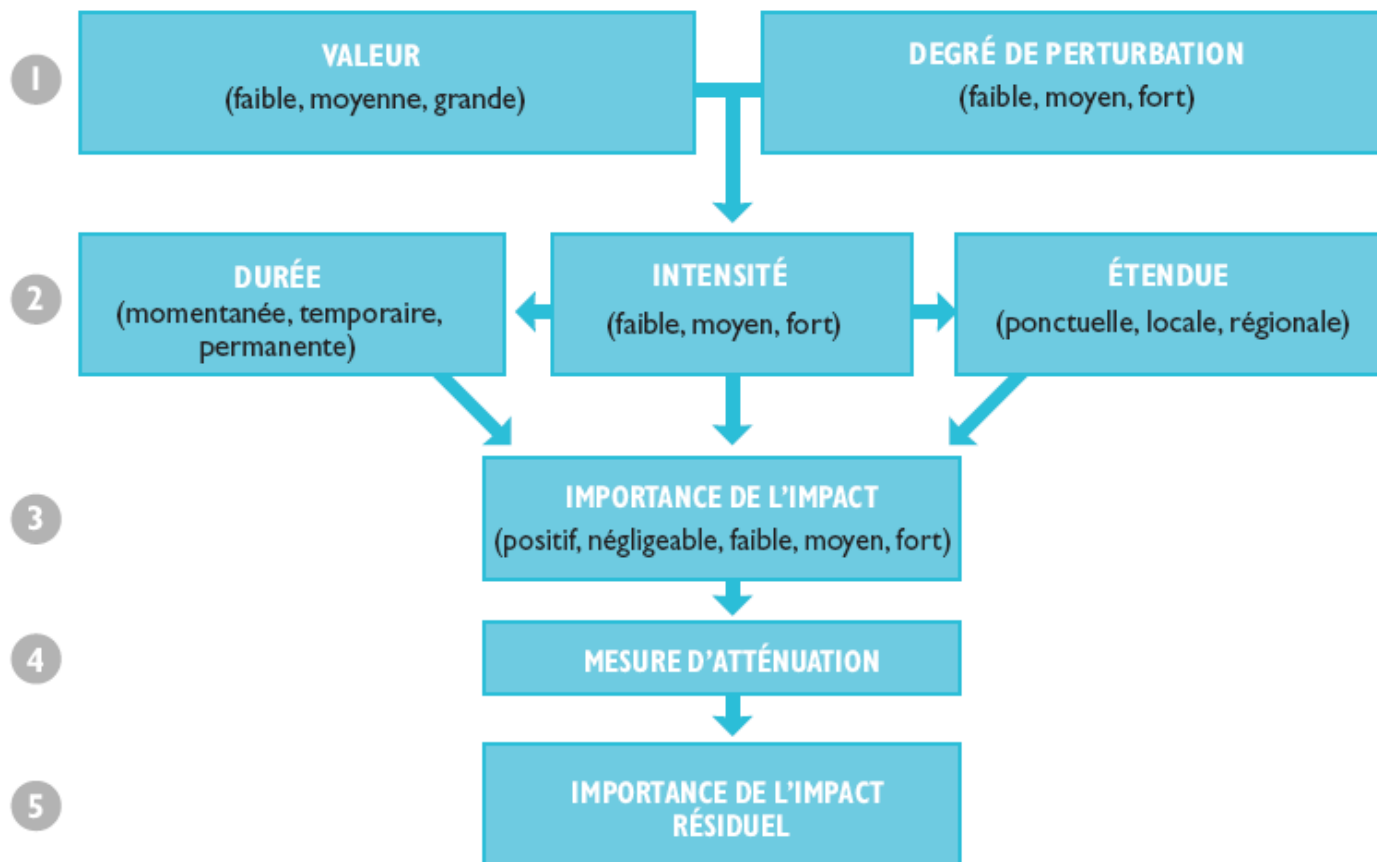 1
VALEUR
(faible, moyenne, grande)
DEGRÉ DE PERTURBATION
(faible, moyen, fort)
2
DURÉE
(momentanée, temporaire,
permanente)
INTENSITÉ
(faible, moyen, fort)
ÉTENDUE
(ponctuelle, locale, régionale)
3
IMPORTANCE DE L'IMPACT
(positif, négligeable, faible, moyen, fort)
4
MESURE D'ATTÉNUATION
5
IMPORTANCE DE L'IMPACT
RÉSIDUEL